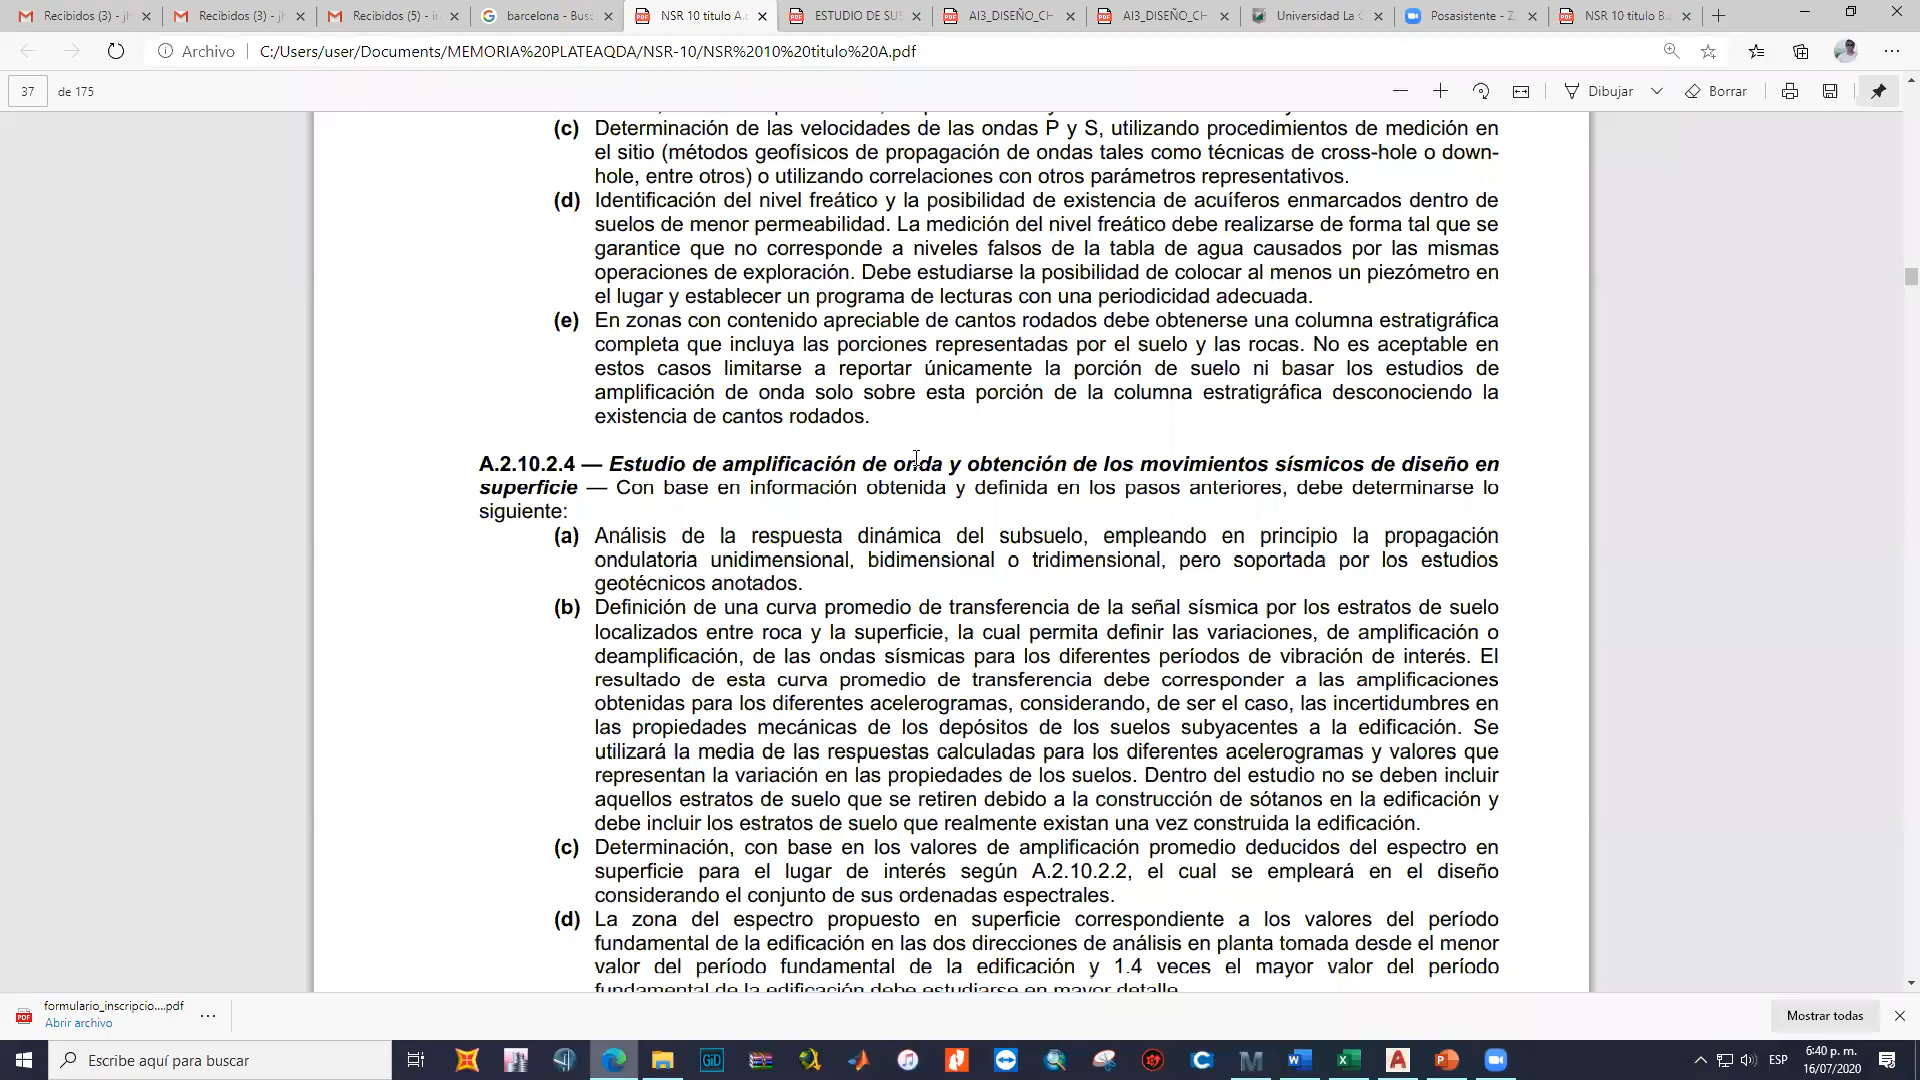 Recibidos (3) - jh
Recibidos (3) - jh
Recibidos (5) - in
barcelona - Busc
NSR 10 titulo A.p
ESTUDIO DE SUE
AI3_DISEÑO_CH
AI3_DISEÑO_CH
Universidad La G
Posasistente - Z
NSR 10 titulo B.p
Archivo
C:/Users/user/Documents/MEMORIA%20PLATEAQDA/NSR-10/NSR%2010%20titulo%20A.pdf
37 de 175
Dibujar
Borrar
(c) Determinación de las velocidades de las ondas P y S, utilizando procedimientos de medición en
el sitio (métodos geofísicos de propagación de ondas tales como técnicas de cross-hole o down-
hole, entre otros) o utilizando correlaciones con otros parámetros representativos.
(d) Identificación del nivel freático y la posibilidad de existencia de acuíferos enmarcados dentro de
suelos de menor permeabilidad. La medición del nivel freático debe realizarse de forma tal que se
garantice que no corresponde a niveles falsos de la tabla de agua causados por las mismas
operaciones de exploración. Debe estudiarse la posibilidad de colocar al menos un piezómetro en
el lugar y establecer un programa de lecturas con una periodicidad adecuada.
(e) En zonas con contenido apreciable de cantos rodados debe obtenerse una columna estratigráfica
completa que incluya las porciones representadas por el suelo y las rocas. No es aceptable en
estos casos limitarse a reportar únicamente la porción de suelo ni basar los estudios de
amplificación de onda solo sobre esta porción de la columna estratigráfica desconociendo la
existencia de cantos rodados.
A.2.10.2.4 — Estudio de amplificación de onda y obtención de los movimientos sísmicos de diseño en
superficie — Con base en información obtenida y definida en los pasos anteriores, debe determinarse lo
siguiente:
(a) Análisis de la respuesta dinámica del subsuelo, empleando en principio la propagación
ondulatoria unidimensional, bidimensional o tridimensional, pero soportada por los estudios
geotécnicos anotados.
(b) Definición de una curva promedio de transferencia de la señal sísmica por los estratos de suelo
localizados entre roca y la superficie, la cual permita definir las variaciones, de amplificación o
deamplificación, de las ondas sísmicas para los diferentes períodos de vibración de interés. El
resultado de esta curva promedio de transferencia debe corresponder a las amplificaciones
obtenidas para los diferentes acelerogramas, considerando, de ser el caso, las incertidumbres en
las propiedades mecánicas de los depósitos de los suelos subyacentes a la edificación. Se
utilizará la media de las respuestas calculadas para los diferentes acelerogramas y valores que
representan la variación en las propiedades de los suelos. Dentro del estudio no se deben incluir
aquellos estratos de suelo que se retiren debido a la construcción de sótanos en la edificación y
debe incluir los estratos de suelo que realmente existan una vez construida la edificación.
(c) Determinación, con base en los valores de amplificación promedio deducidos del espectro en
superficie para el lugar de interés según A.2.10.2.2, el cual se empleará en el diseño
considerando el conjunto de sus ordenadas espectrales.
(d) La zona del espectro propuesto en superficie correspondiente a los valores del período
fundamental de la edificación en las dos direcciones de análisis en planta tomada desde el menor
valor del período fundamental de la edificación y 1.4 veces el mayor valor del período
fundamental de la edificación debe estudiarse en mayor detalle.
formulario_inscripcio....pdf
Abrir archivo
Mostrar todas
Escribe aquí para buscar
GiD
ESP
6:40 p. m.
16/07/2020